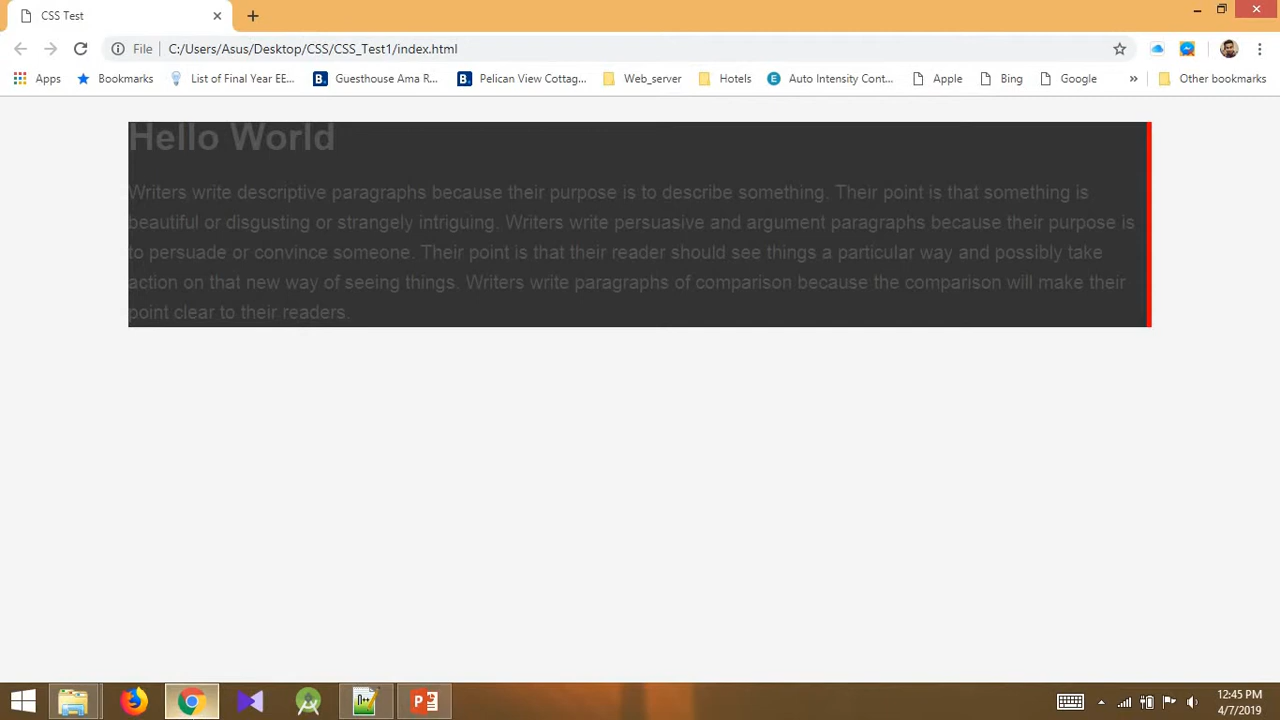 CSS Test
File
C:/Users/Asus/Desktop/CSS/CSS_Test1/index.html
Apps
Bookmarks
List of Final Year EE...
B. Guesthouse Ama R...
B. Pelican View Cottag...
Web_server
Hotels
E Auto Intensity Cont...
Apple
Bing
Google
»
Other bookmarks
Hello World
Writers write descriptive paragraphs because their purpose is to describe something. Their point is that something is
beautiful or disgusting or strangely intriguing. Writers write persuasive and argument paragraphs because their purpose is
to persuade or convince someone. Their point is that their reader should see things a particular way and possibly take
action on that new way of seeing things. Writers write paragraphs of comparison because the comparison will make their
point clear to their readers.
12:45 PM
4/7/2019